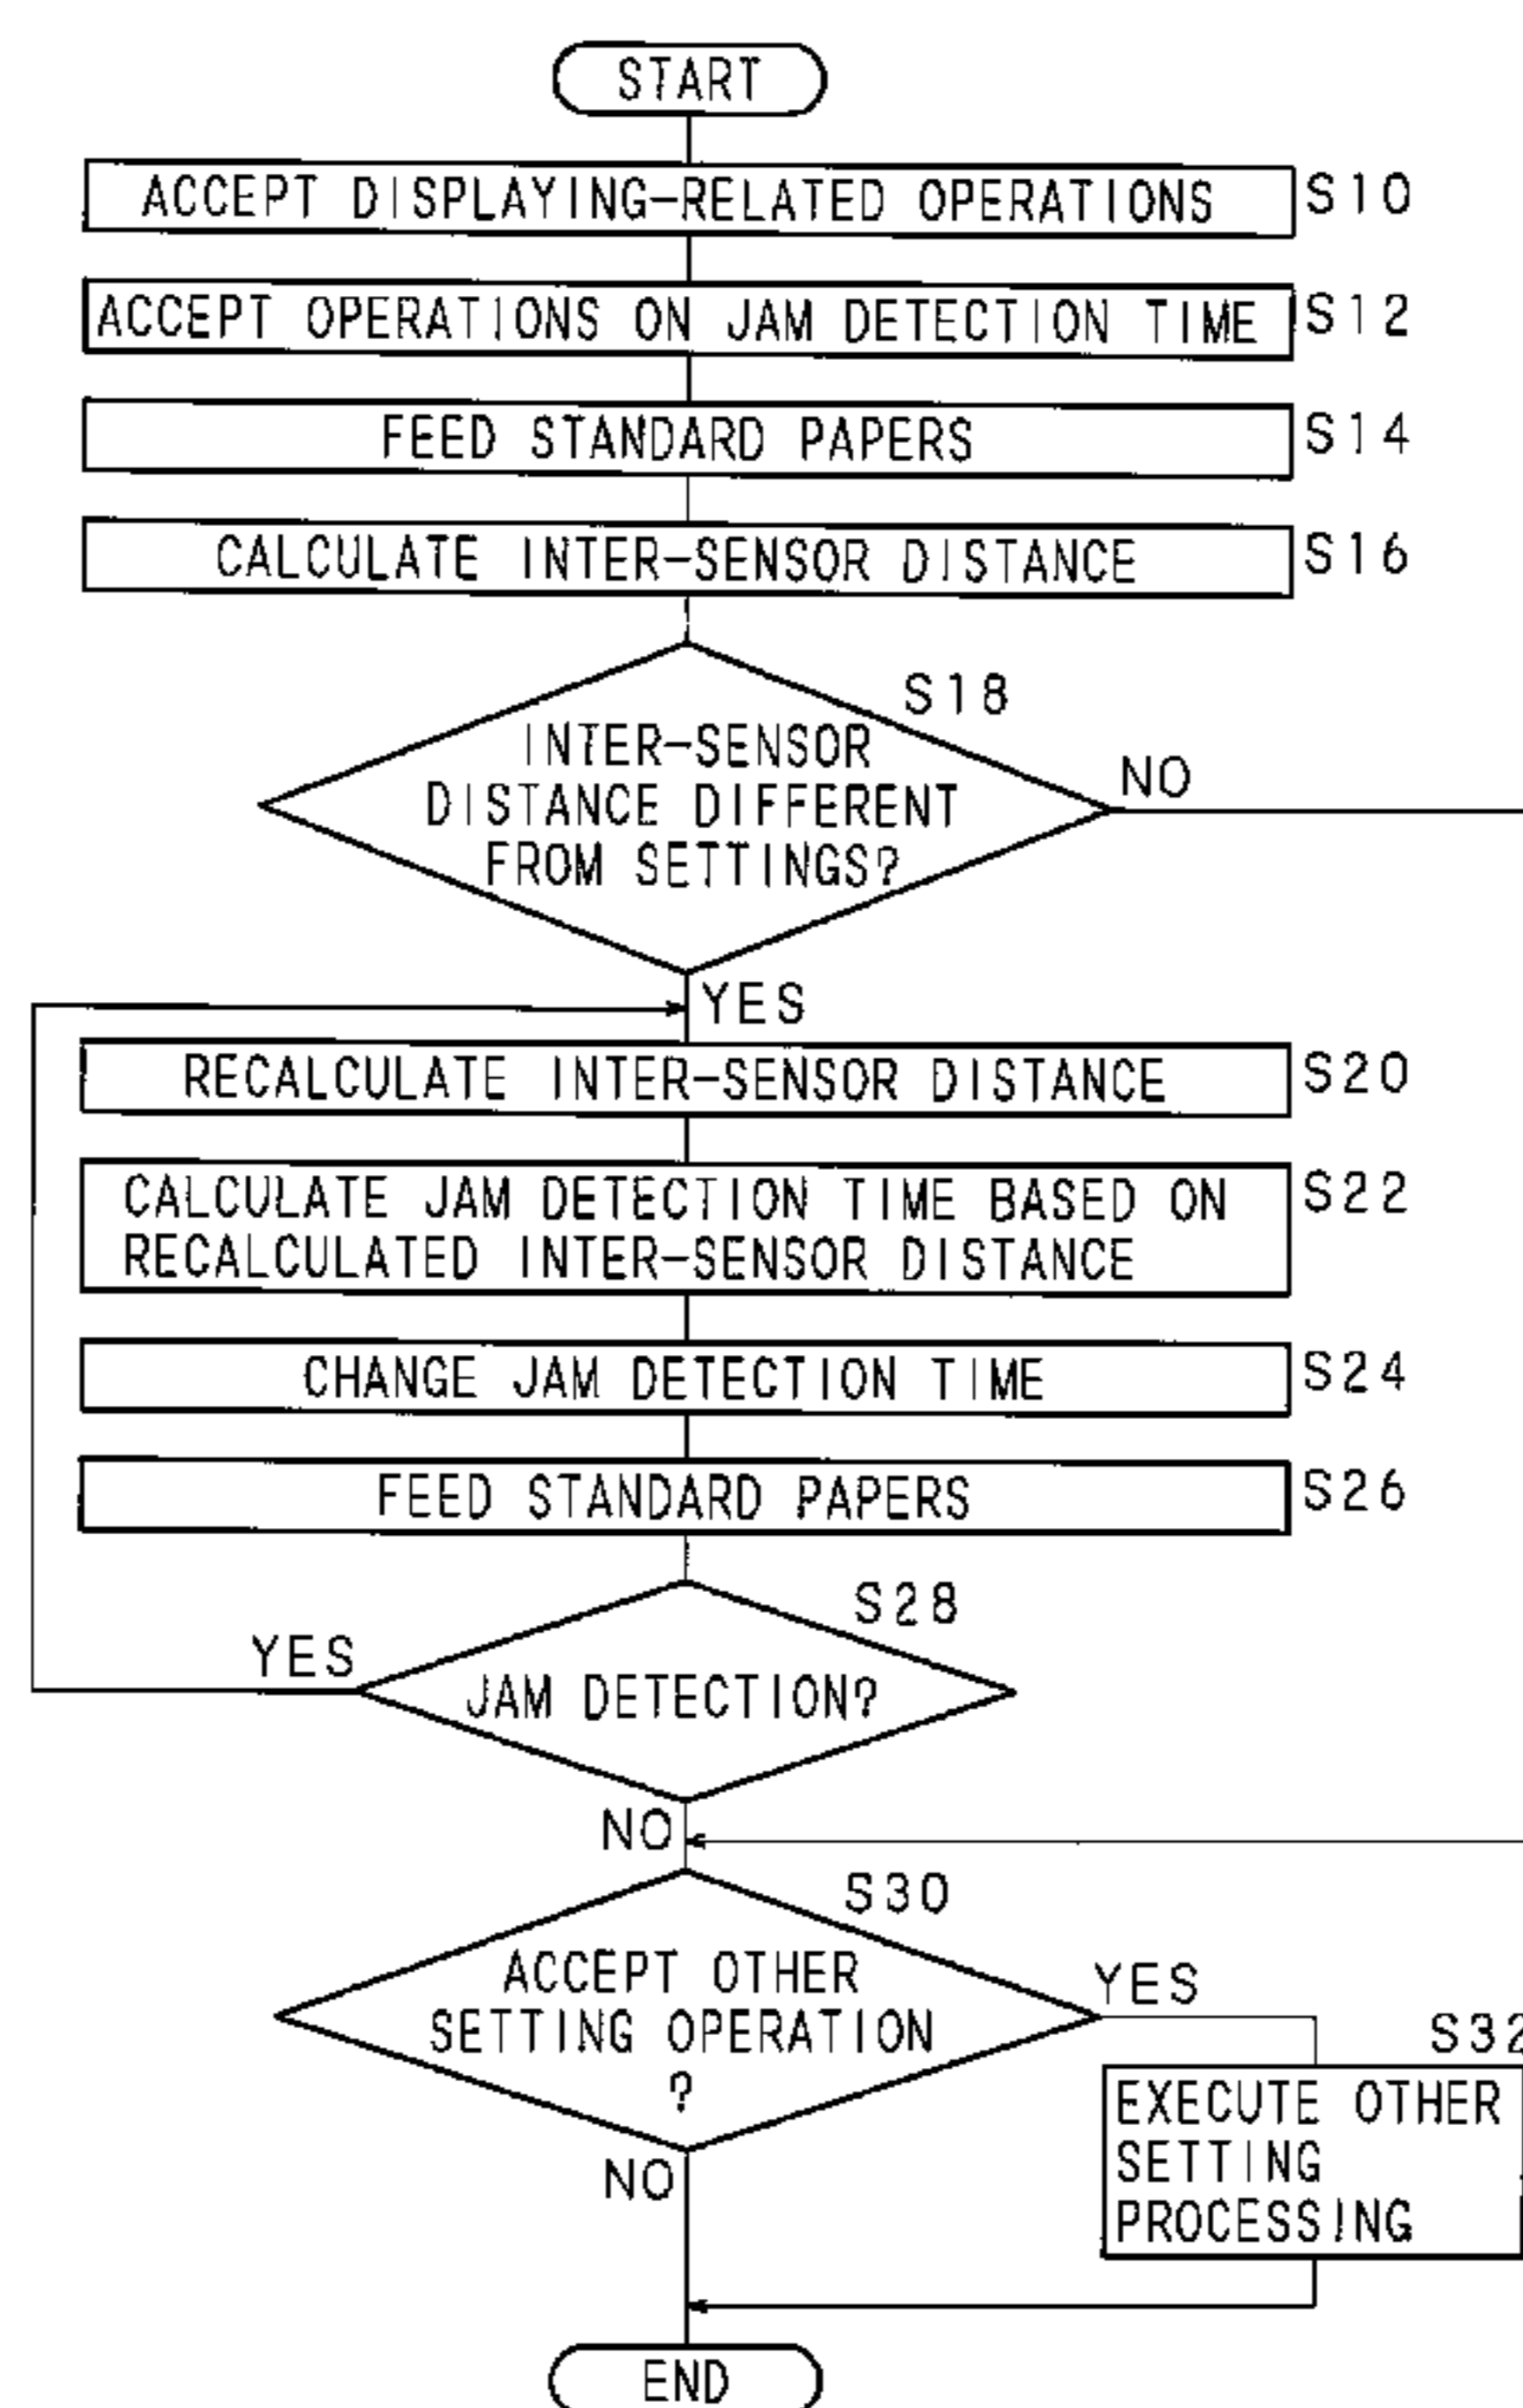 START
ACCEPT DISPLAYING-RELATED OPERATIONS S10
ACCEPT OPERATIONS ON JAM DETECTION TIME S12
FEED STANDARD PAPERS S14
CALCULATE INTER-SENSOR DISTANCE S16
S18
INTER-SENSOR
DISTANCE DIFFERENT
FROM SETTINGS?
NO
YES
RECALCULATE INTER-SENSOR DISTANCE S20
CALCULATE JAM DETECTION TIME BASED ON S22
RECALCULATED INTER-SENSOR DISTANCE
CHANGE JAM DETECTION TIME S24
FEED STANDARD PAPERS S26
S28
YES
JAM DETECTION?
NO
S30
ACCEPT OTHER
SETTING OPERATION
?
YES
NO
S32
EXECUTE OTHER
SETTING
PROCESSING
END